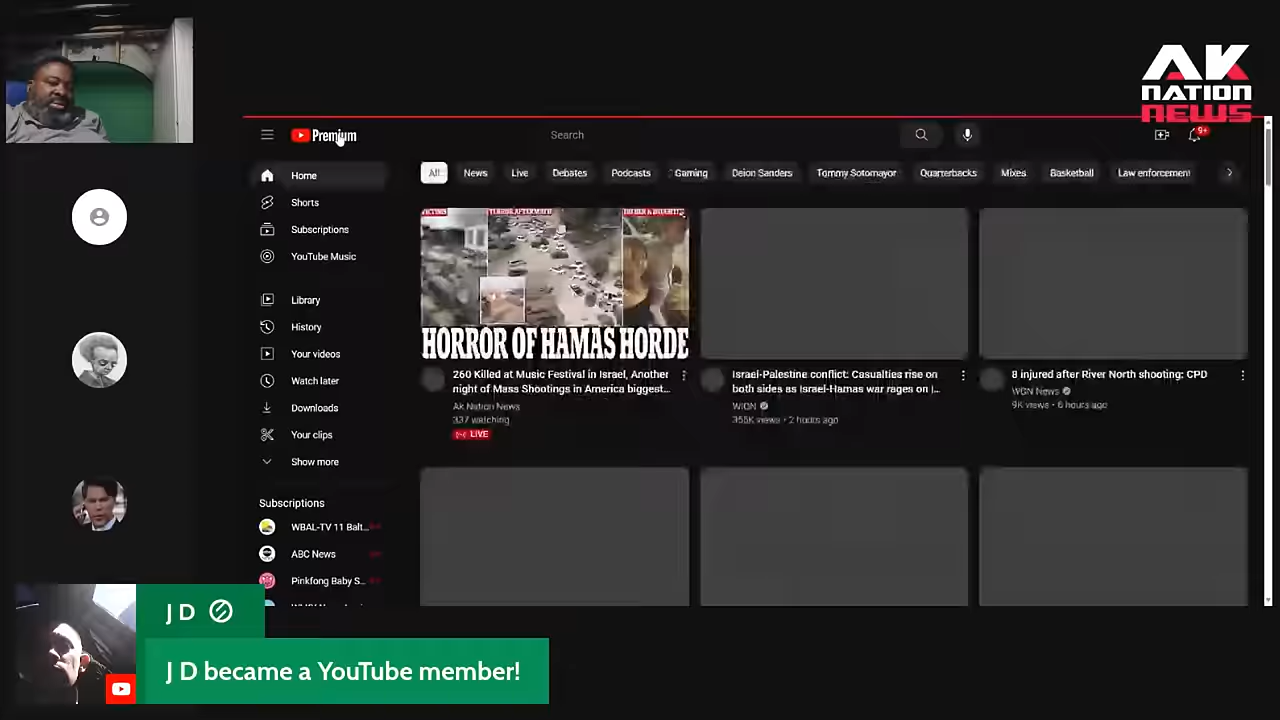 AK
NATION
NEWS
Premium
Search
9+
All
News
Live
Debates
Podcasts
Gaming
Deion Sanders
Tommy Sotomayor
Quarterbacks
Mixes
Basketball
Law enforcement
Home
Shorts
Subscriptions
YouTube Music
Library
History
Your videos
Watch later
Downloads
Your clips
Show more
Subscriptions
WBAL-TV 11 Balt...
ABC News
Pinkfong Baby S...
HORROR OF HAMAS HORDE
260 Killed at Music Festival in Israel, Another
night of Mass Shootings in America biggest...
Ak Nation News
337 watching
LIVE
Israel-Palestine conflict: Casualties rise on
both sides as Israel-Hamas war rages on |...
WION
355K views • 2 hours ago
8 injured after River North shooting: CPD
WGN News
9K views • 6 hours ago
J D
J D became a YouTube member!